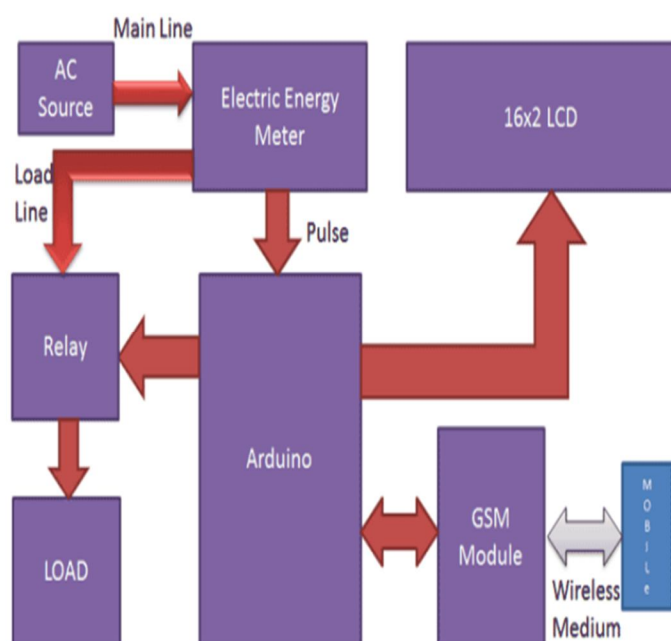 Main Line
AC
Source
Electric Energy
Meter
16x2 LCD
Load
Line
Pulse
Relay
Arduino
LOAD
GSM
Module
Wireless
Medium
MOBILe